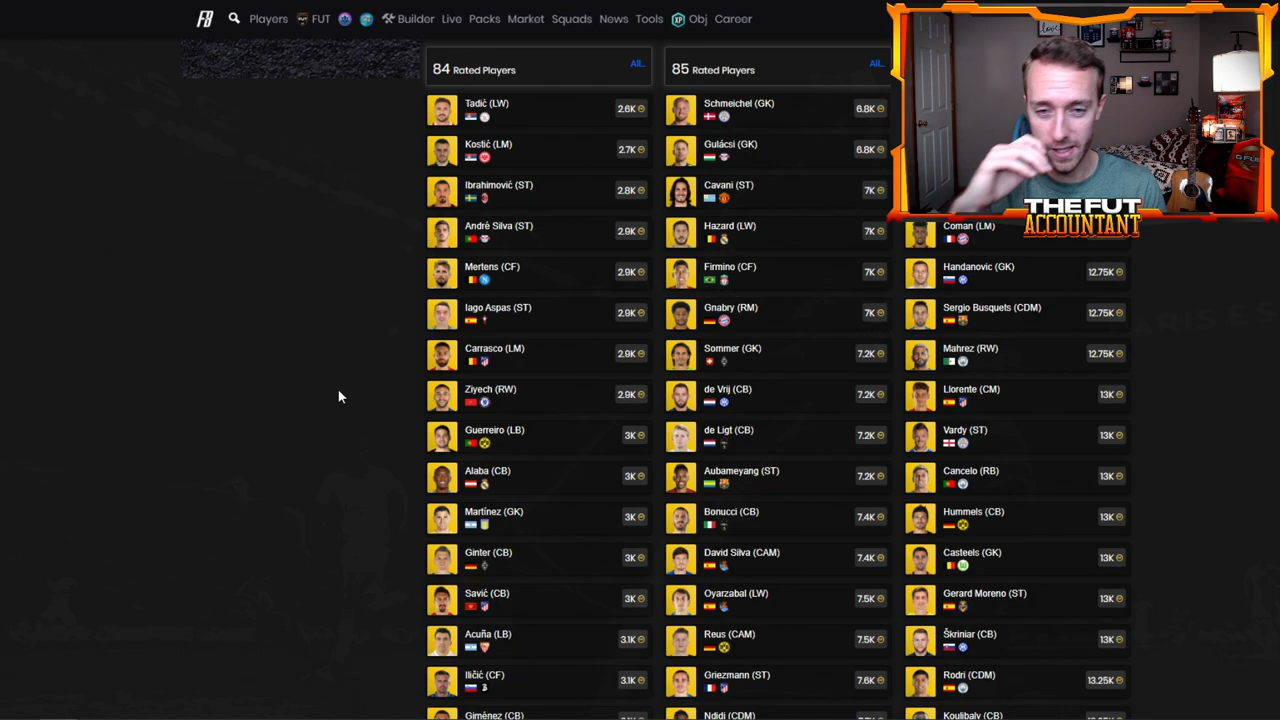 FB Players FUT Builder Live Packs Market Squads News Tools XP Obj Career
84 Rated Players All...
Tadić (LW) 2.6K
Kostić (LM) 2.7K
Ibrahimović (ST) 2.8K
André Silva (ST) 2.9K
Mertens (CF) 2.9K
Iago Aspas (ST) 2.9K
Carrasco (LM) 2.9K
Ziyech (RW) 2.9K
Guerreiro (LB) 3K
Alaba (CB) 3K
Martínez (GK) 3K
Ginter (CB) 3K
Savić (CB) 3K
Acuña (LB) 3.1K
Iličić (CF) 3.1K
Giménez (CB)
85 Rated Players All...
Schmeichel (GK) 6.8K
Gulácsi (GK) 6.8K
Cavani (ST) 7K
Hazard (LW) 7K
Firmino (CF) 7K
Gnabry (RM) 7K
Sommer (GK) 7.2K
de Vrij (CB) 7.2K
de Ligt (CB) 7.2K
Aubameyang (ST) 7.2K
Bonucci (CB) 7.4K
David Silva (CAM) 7.4K
Oyarzabal (LW) 7.5K
Reus (CAM) 7.5K
Griezmann (ST) 7.6K
Ndidi (CDM)
Coman (LM)
Handanovic (GK) 12.75K
Sergio Busquets (CDM) 12.75K
Mahrez (RW) 12.75K
Llorente (CM) 13K
Vardy (ST) 13K
Cancelo (RB) 13K
Hummels (CB) 13K
Casteels (GK) 13K
Gerard Moreno (ST) 13K
Škriniar (CB) 13K
Rodri (CDM) 13.25K
Koulibaly (CB)
THE FUT
ACCOUNTANT